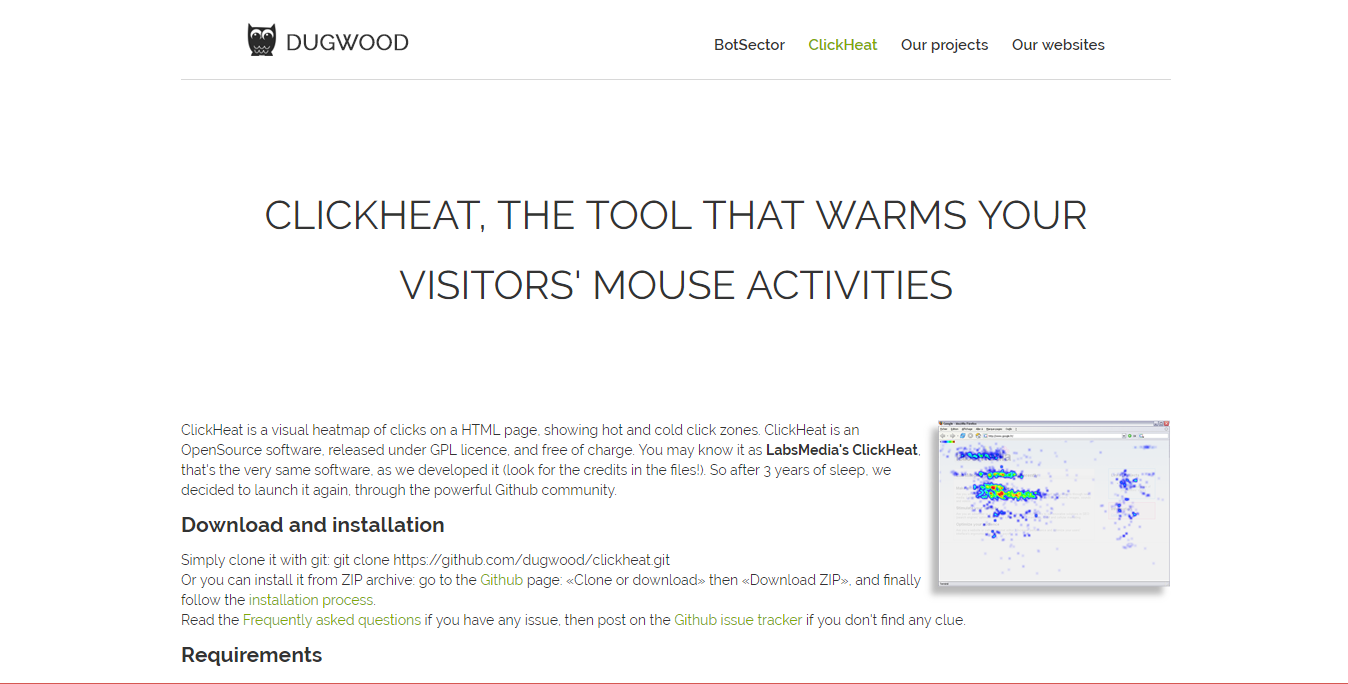 DUGWOOD
BotSector ClickHeat Our projects Our websites
CLICKHEAT, THE TOOL THAT WARMS YOUR
VISITORS' MOUSE ACTIVITIES
ClickHeat is a visual heatmap of clicks on a HTML page, showing hot and cold click zones. ClickHeat is an
OpenSource software, released under GPL licence, and free of charge. You may know it as LabsMedia's ClickHeat,
that's the very same software, as we developed it (look for the credits in the files!). So after 3 years of sleep, we
decided to launch it again, through the powerful Github community.
Download and installation
Simply clone it with git: git clone https://github.com/dugwood/clickheat.git
Or you can install it from ZIP archive: go to the Github page: «Clone or download» then «Download ZIP», and finally
follow the installation process.
Read the Frequently asked questions if you have any issue, then post on the Github issue tracker if you don't find any clue.
Requirements